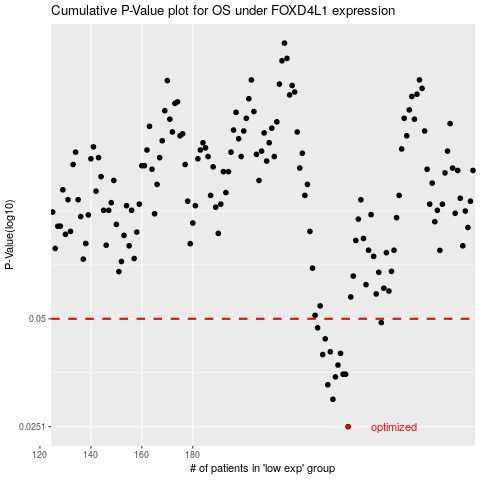 Cumulative P-Value plot for OS under FOXD4L1 expression
P-Value(log10)
0.05
0.0251
optimized
120 140 160 180
# of patients in 'low exp' group